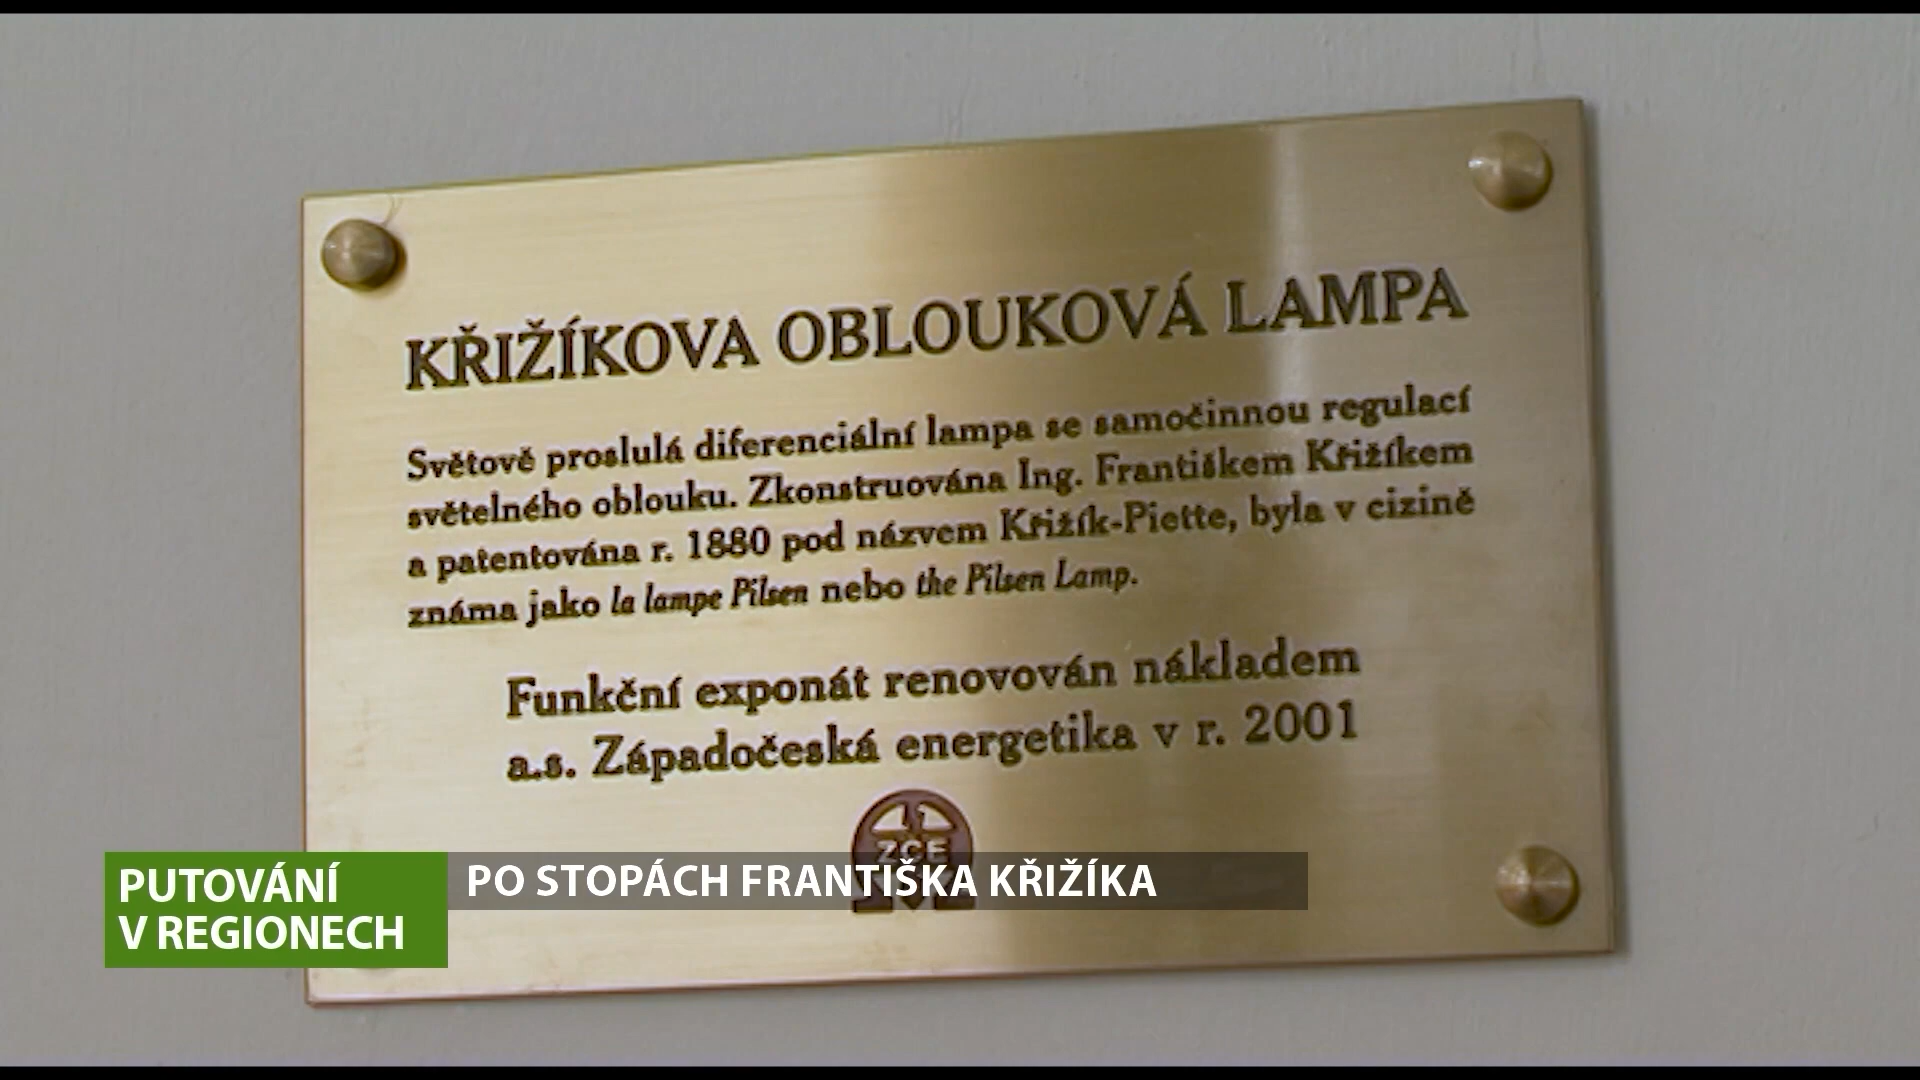 KŘIŽÍKOVA OBLOUKOVÁ LAMPA
Světově proslulá diferenciální lampa se samočinnou regulací
světelného oblouku. Zkonstruována Ing. Františkem Křižíkem
a patentována r. 1880 pod názvem Křižík-Piette, byla v cizině
známa jako la lampe Pilsen nebo the Pilsen Lamp.
Funkční exponát renovován nákladem
a.s. Západočeská energetika v r. 2001
ZČE
PUTOVÁNÍ
V REGIONECH
PO STOPÁCH FRANTIŠKA KŘIŽÍKA